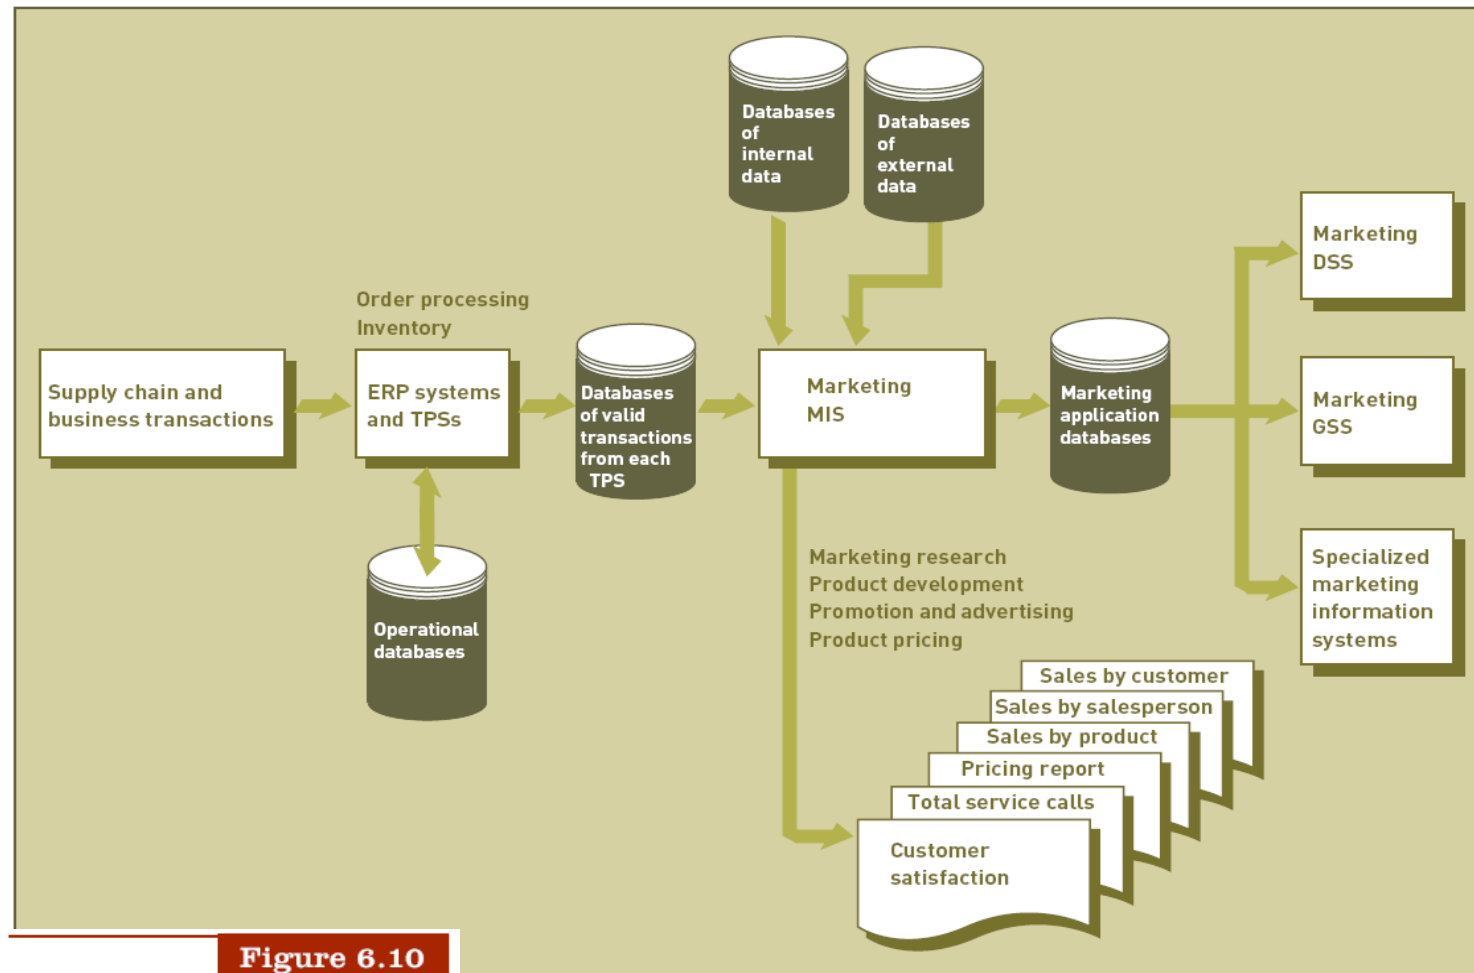 Databases
of
internal
data
Databases
of
external
data
Marketing
DSS
Order processing
Inventory
Supply chain and
business transactions
ERP systems
and TPSs
Databases
of valid
transactions
from each
TPS
Marketing
MIS
Marketing
application
databases
Marketing
GSS
Operational
databases
Marketing research
Product development
Promotion and advertising
Product pricing
Specialized
marketing
information
systems
Sales by customer
Sales by salesperson
Sales by product
Pricing report
Total service calls
Customer
satisfaction
Figure 6.10